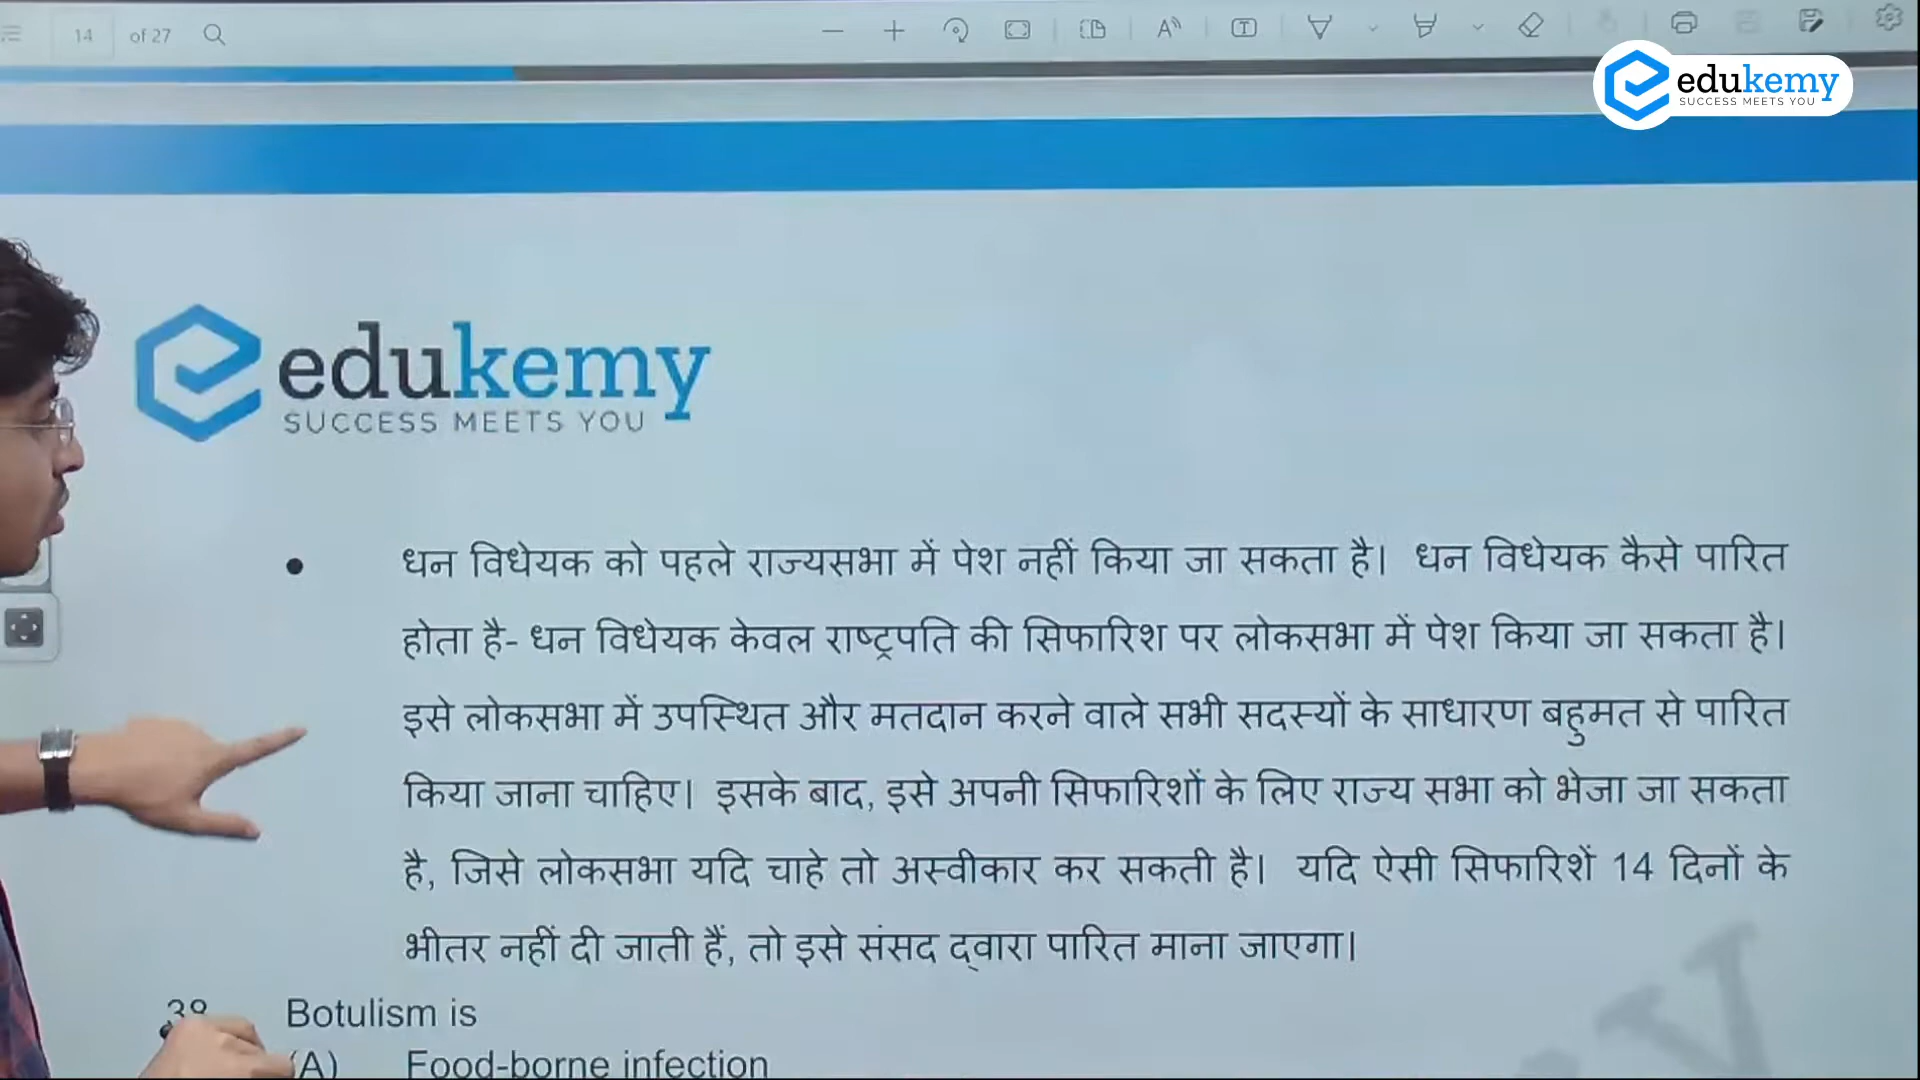 14 of 27
edukemy
SUCCESS MEETS YOU
edukemy
SUCCESS MEETS YOU
धन विधेयक को पहले राज्यसभा में पेश नहीं किया जा सकता है। धन विधेयक कैसे पारित
होता है- धन विधेयक केवल राष्ट्रपति की सिफारिश पर लोकसभा में पेश किया जा सकता है।
इसे लोकसभा में उपस्थित और मतदान करने वाले सभी सदस्यों के साधारण बहुमत से पारित
किया जाना चाहिए। इसके बाद, इसे अपनी सिफारिशों के लिए राज्य सभा को भेजा जा सकता
है, जिसे लोकसभा यदि चाहे तो अस्वीकार कर सकती है। यदि ऐसी सिफारिशें 14 दिनों के
भीतर नहीं दी जाती हैं, तो इसे संसद द्वारा पारित माना जाएगा।
Botulism is
(A) Food-borne infection